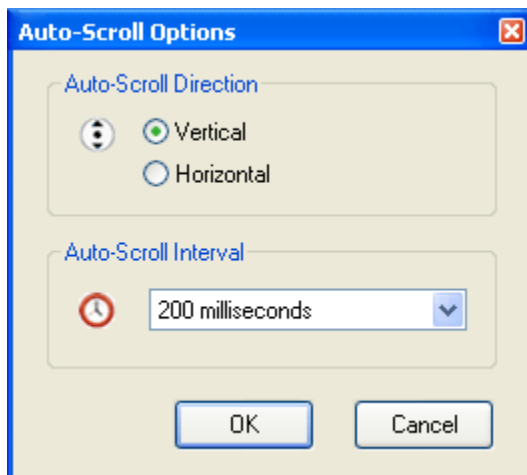 Auto-Scroll Options
Auto-Scroll Direction
Vertical
Horizontal
Auto-Scroll Interval
200 milliseconds
OK Cancel